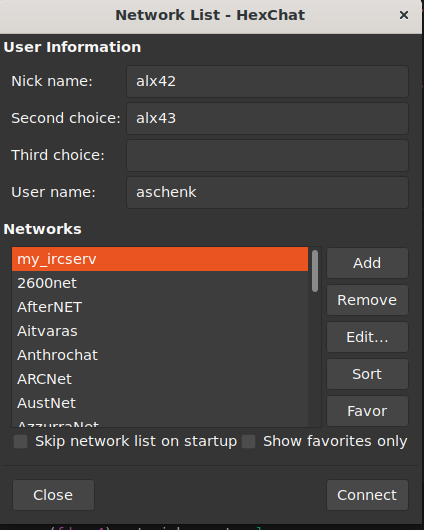 Network List - HexChat
User Information
Nick name: alx42
Second choice: alx43
Third choice:
User name: aschenk
Networks
my_ircserv
2600net
AfterNET
Aitvaras
Anthrochat
ARCNet
AustNet
AzzurraNet
Add
Remove
Edit...
Sort
Favor
Skip network list on startup
Show favorites only
Close
Connect